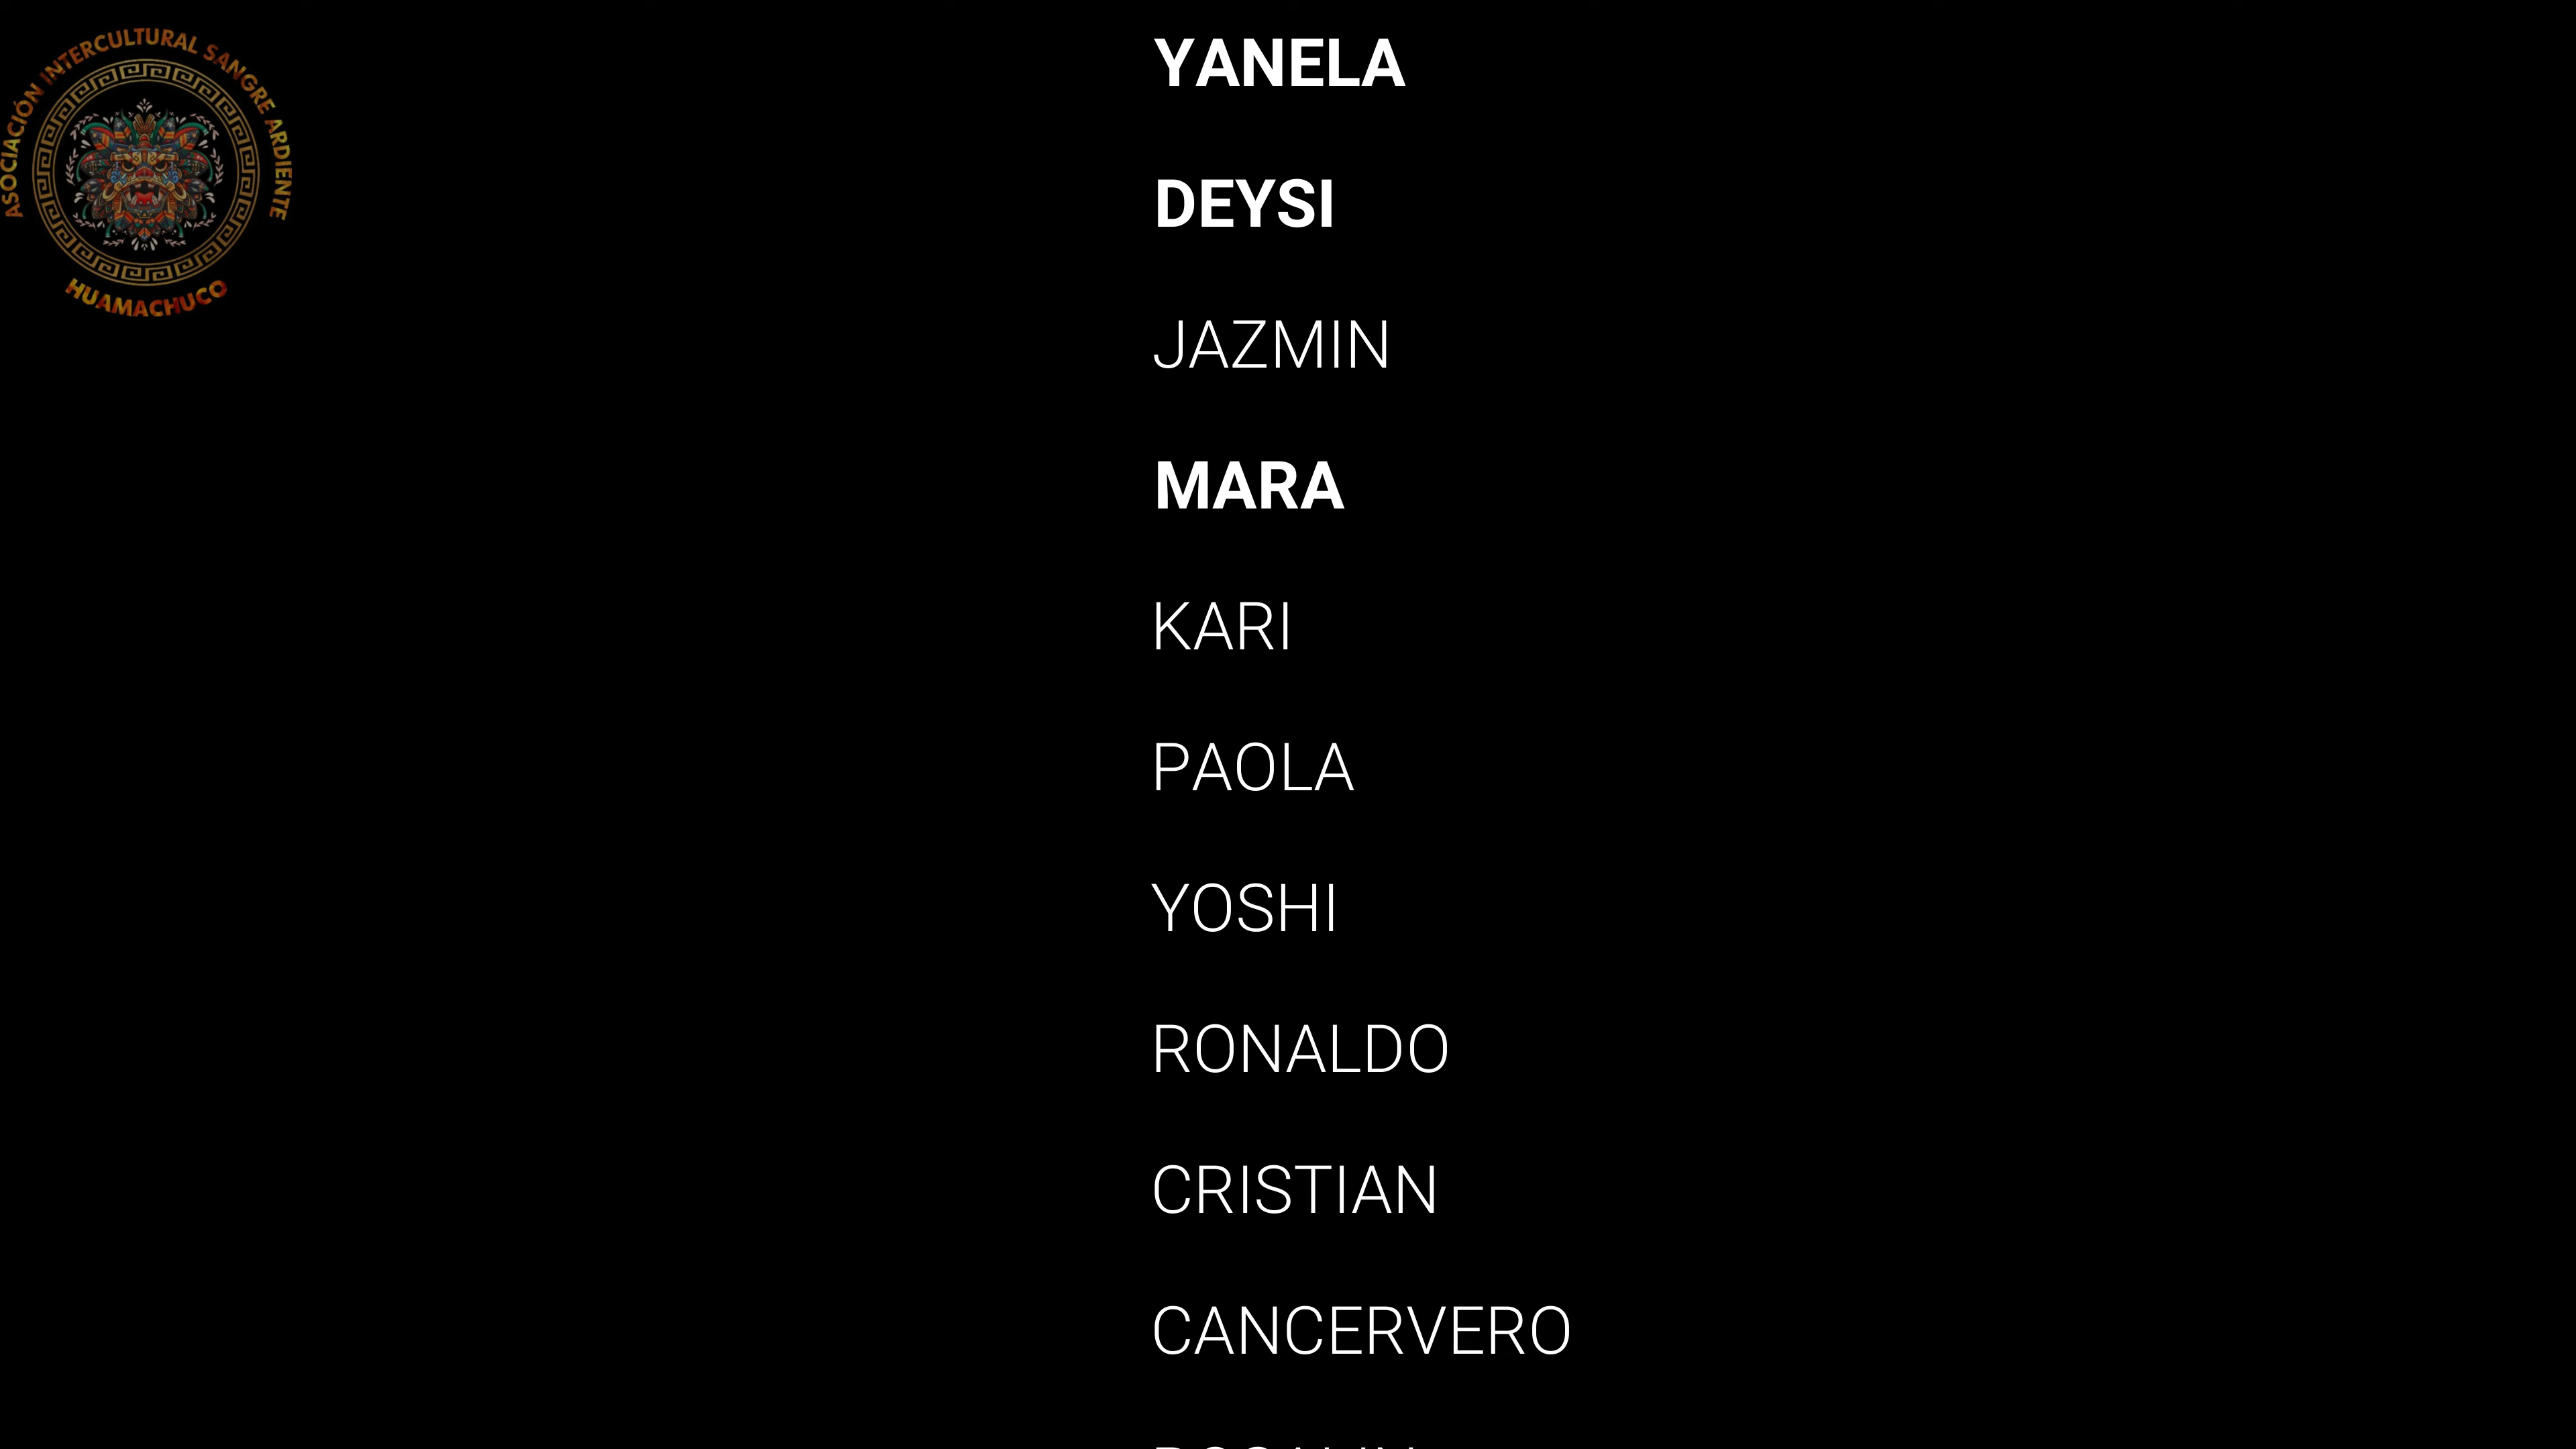 ASOCIACIÓN INTERCULTURAL SANGRE ARDIENTE
HUAMACHUCO
YANELA
DEYSI
JAZMIN
MARA
KARI
PAOLA
YOSHI
RONALDO
CRISTIAN
CANCERVERO